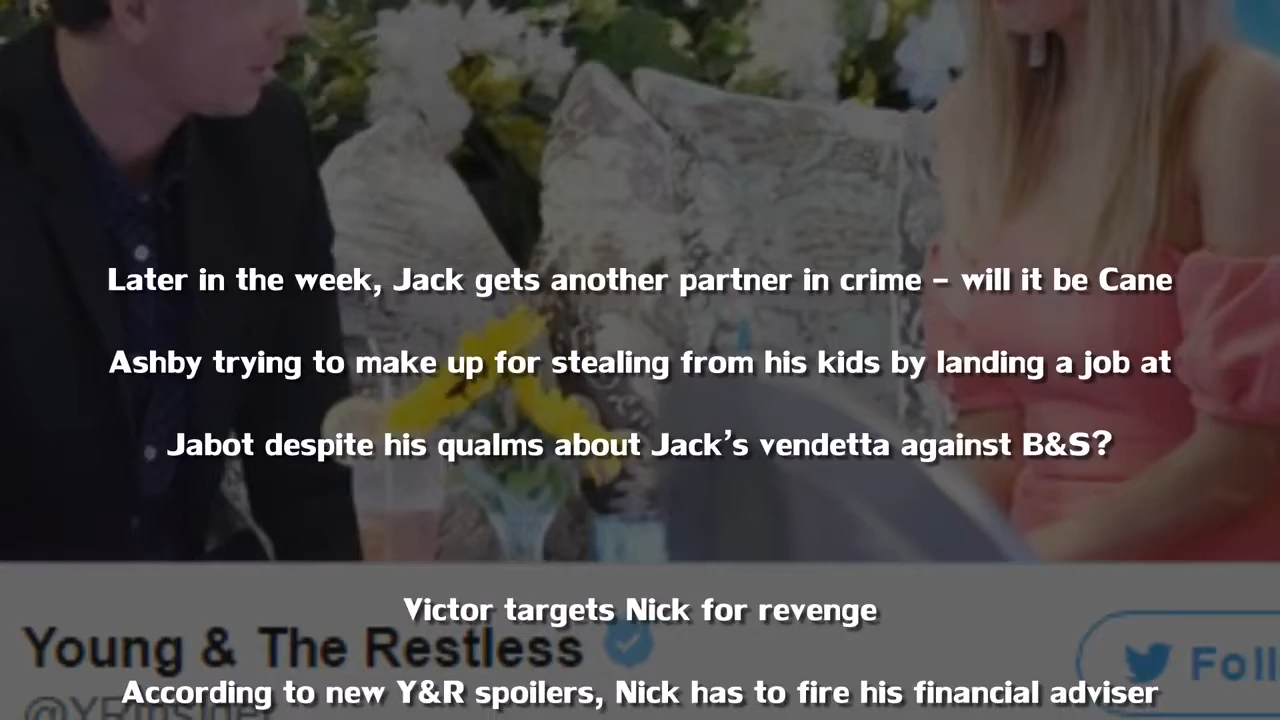 Later in the week, Jack gets another partner in crime – will it be Cane
Ashby trying to make up for stealing from his kids by landing a job at
Jabot despite his qualms about Jack’s vendetta against B&S?
Victor targets Nick for revenge
Young & The Restless
Foll
According to new Y&R spoilers, Nick has to fire his financial adviser
@YRInsider